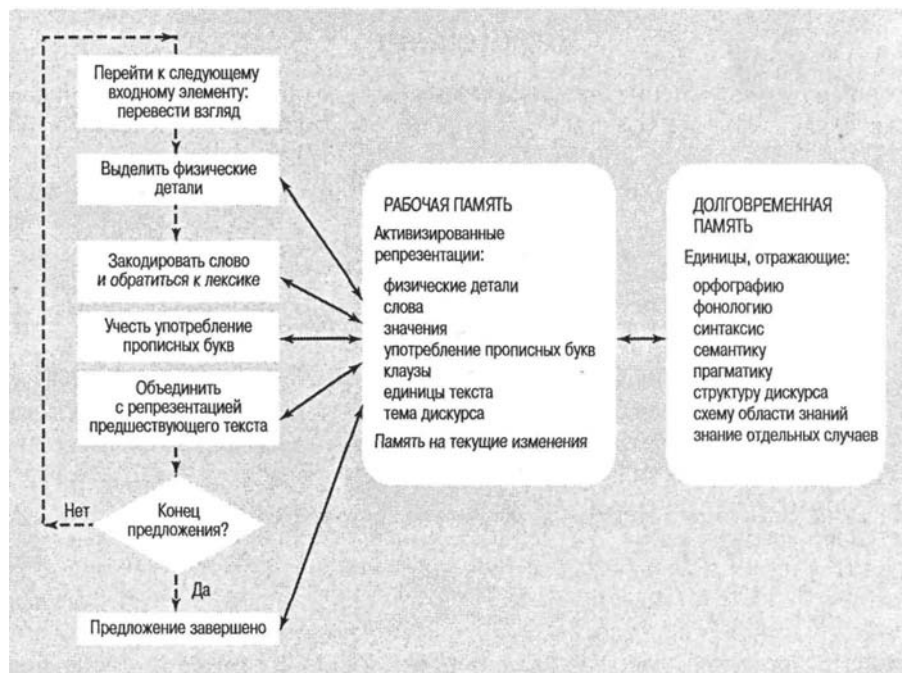 Перейти к следующему
входному элементу:
перевести взгляд
Выделить физические
детали
Закодировать слово
и обратиться к лексике
Учесть употребление
прописных букв
Объединить
с репрезентацией
предшествующего текста
Конец
предложения?
Нет
Да
Предложение завершено
РАБОЧАЯ ПАМЯТЬ
Активизированные
репрезентации:
физические детали
слова
значения
употребление прописных букв
клаузы
единицы текста
тема дискурса
Память на текущие изменения
ДОЛГОВРЕМЕННАЯ
ПАМЯТЬ
Единицы, отражающие:
орфографию
фонологию
синтаксис
семантику
прагматику
структуру дискурса
схему области знаний
знание отдельных случаев